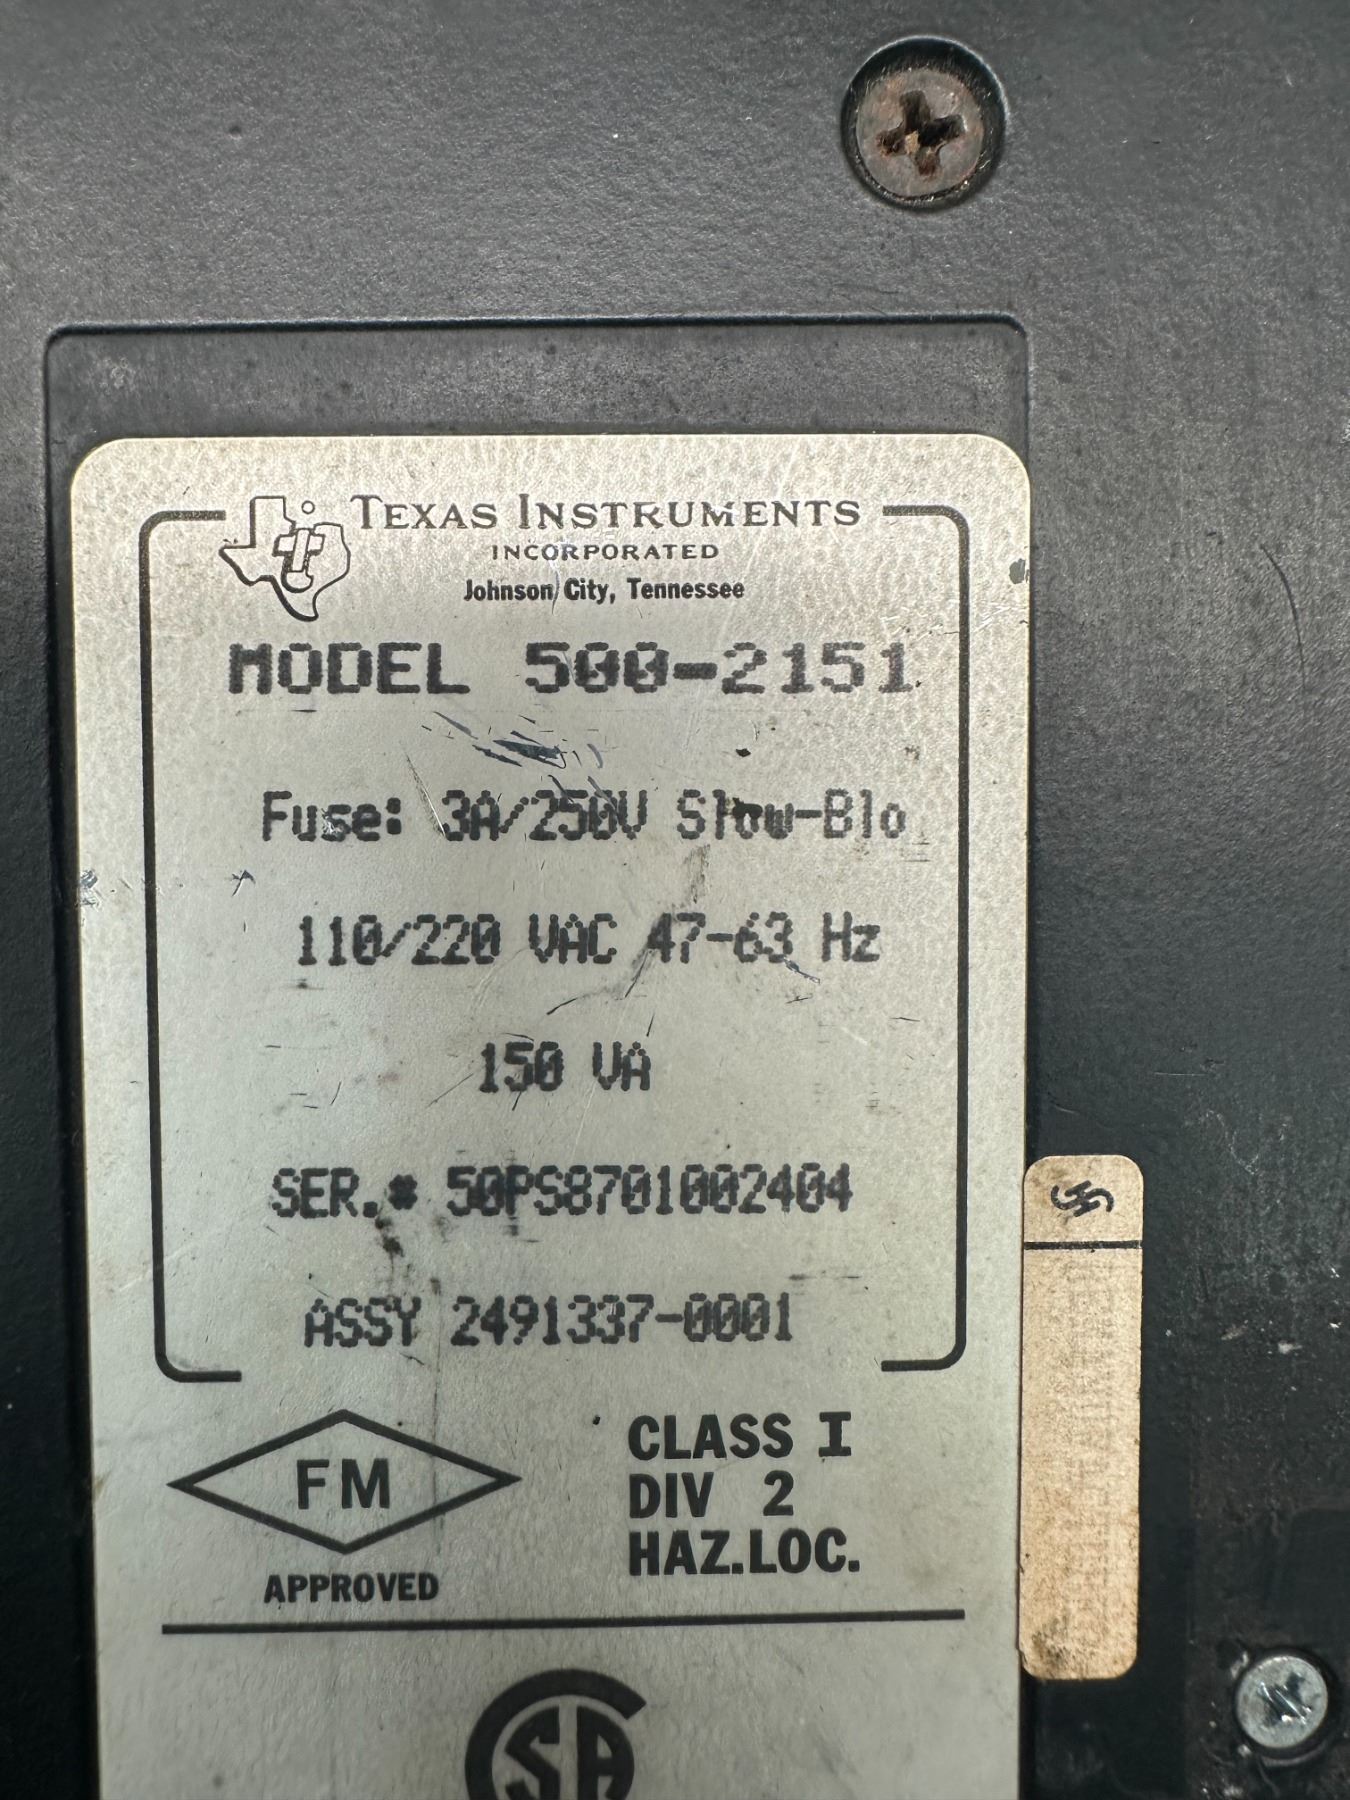 TEXAS INSTRUMENTS
INCORPORATED
Johnson City, Tennessee
MODEL 500-2151
Fuse: 3A/250V Slow-Blo
110/220 VAC 47-63 Hz
150 VA
SER.# 50PS8701002404
ASSY 2491337-0001
FM
APPROVED
CLASS I
DIV 2
HAZ.LOC.
SA